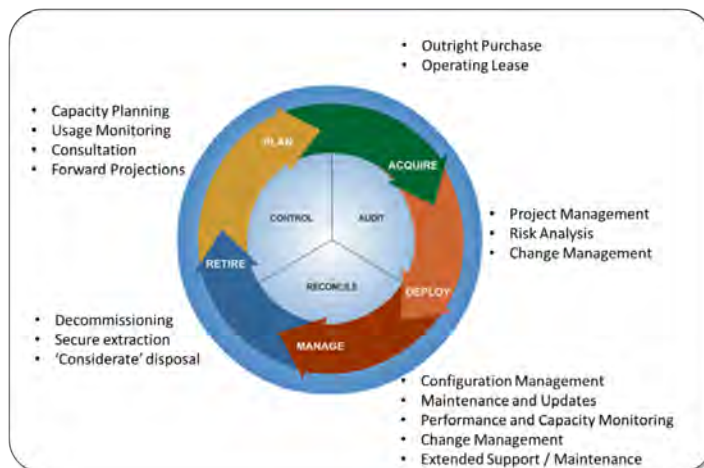 • Outright Purchase
• Operating Lease
• Capacity Planning
• Usage Monitoring
• Consultation
• Forward Projections
PLAN
ACQUIRE
CONTROL
AUDIT
RECONCILE
• Project Management
• Risk Analysis
• Change Management
RETIRE
DEPLOY
MANAGE
• Decommissioning
• Secure extraction
• ‘Considerate’ disposal
• Configuration Management
• Maintenance and Updates
• Performance and Capacity Monitoring
• Change Management
• Extended Support / Maintenance